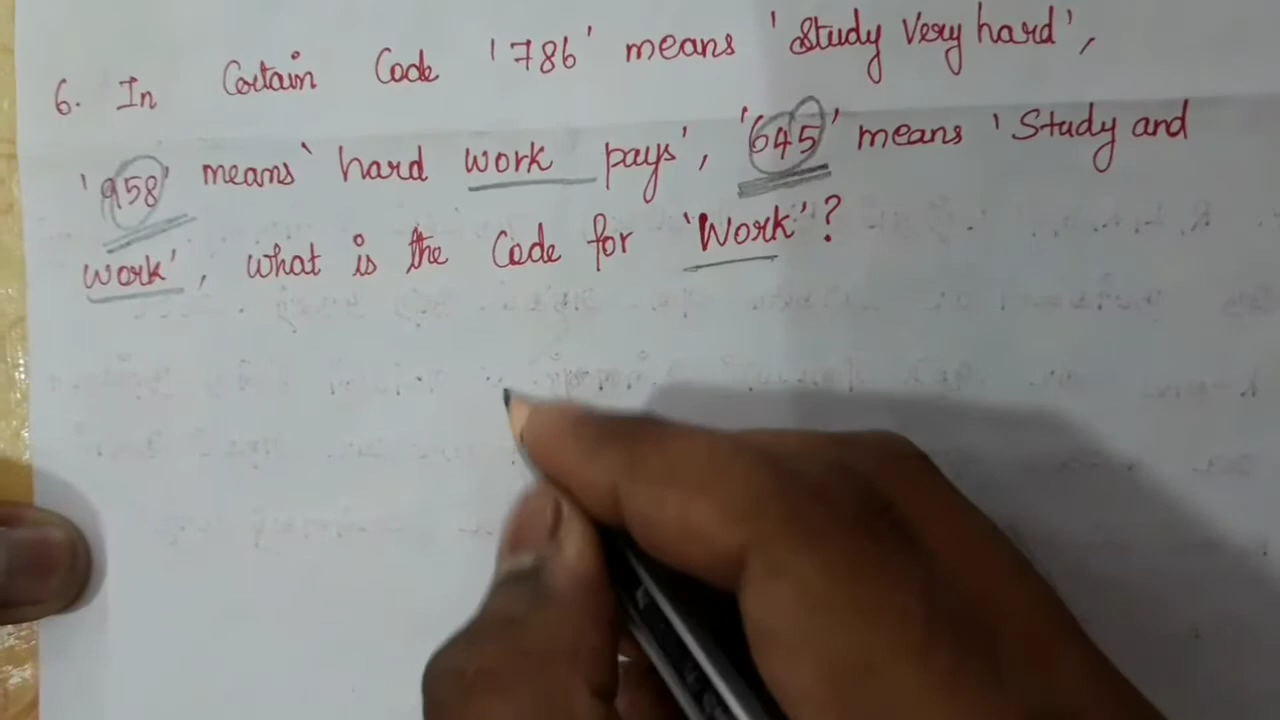 6. In Certain Code '786' means 'Study Very hard',
'958' means 'hard work pays', '645' means 'Study and
work', what is the Code for 'Work'?